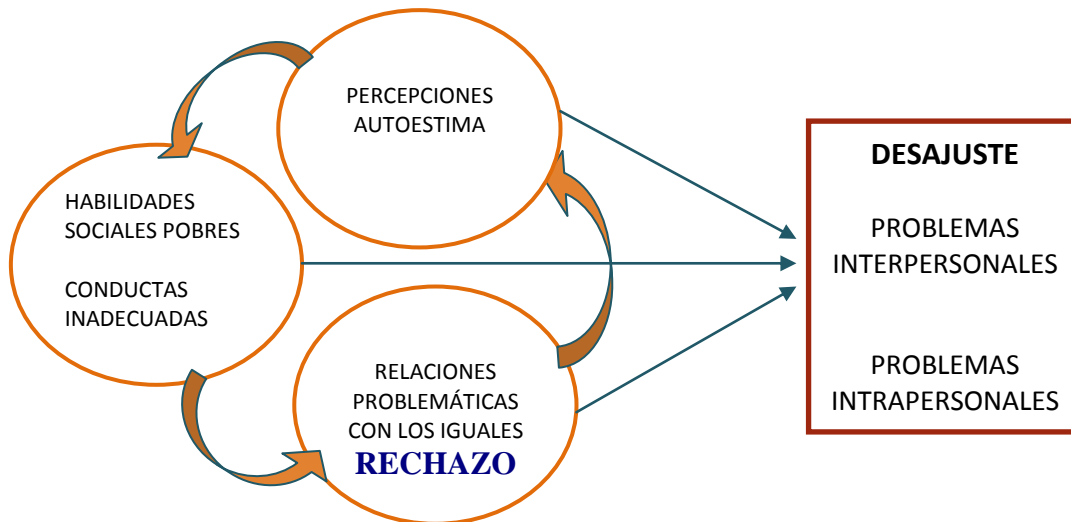 PERCEPCIONES
AUTOESTIMA
HABILIDADES
SOCIALES POBRES
CONDUCTAS
INADECUADAS
RELACIONES
PROBLEMÁTICAS
CON LOS IGUALES
RECHAZO
DESAJUSTE
PROBLEMAS
INTERPERSONALES
PROBLEMAS
INTRAPERSONALES